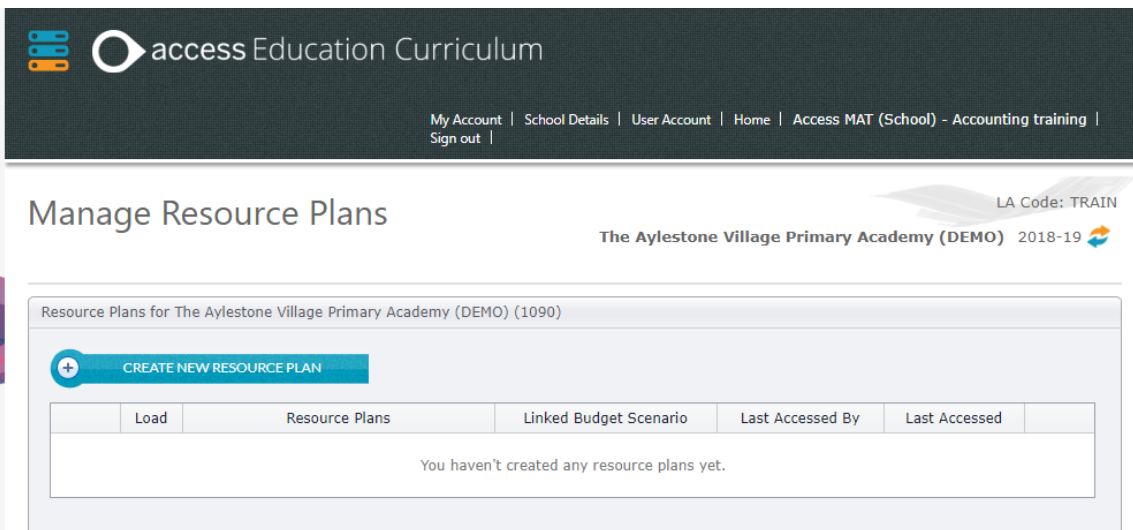 access Education Curriculum
My Account | School Details | User Account | Home | Access MAT (School) - Accounting training |
Sign out |
Manage Resource Plans
LA Code: TRAIN
The Aylestone Village Primary Academy (DEMO) 2018-19
Resource Plans for The Aylestone Village Primary Academy (DEMO) (1090)
CREATE NEW RESOURCE PLAN
Load Resource Plans Linked Budget Scenario Last Accessed By Last Accessed
You haven't created any resource plans yet.